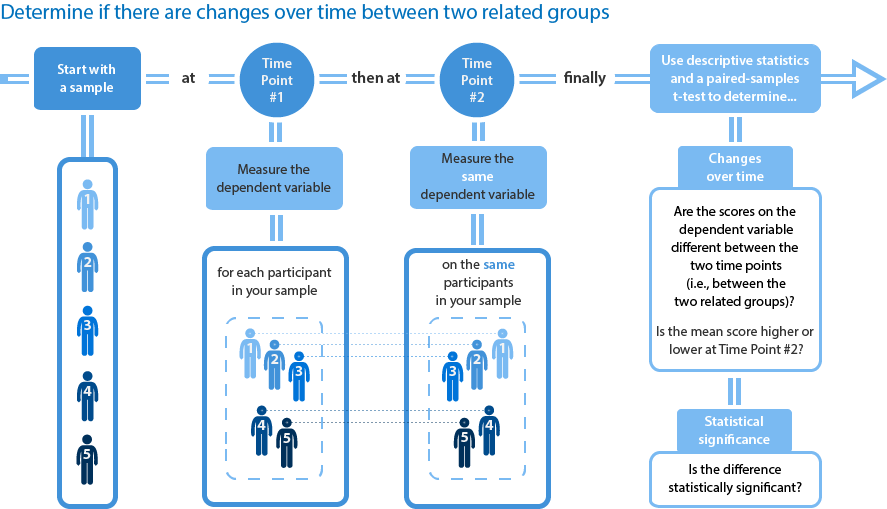 Determine if there are changes over time between two related groups
Start with
a sample
at
Time
Point
#1
then at
Time
Point
#2
finally
Use descriptive statistics
and a paired-samples
t-test to determine...
1
2
3
4
5
Measure the
dependent variable
for each participant
in your sample
1
2
3
4
5
Measure the
same
dependent variable
on the same
participants
in your sample
1
2
3
4
5
Changes
over time
Are the scores on the
dependent variable
different between the
two time points
(i.e., between the
two related groups)?
Is the mean score higher or
lower at Time Point #2?
Statistical
significance
Is the difference
statistically significant?